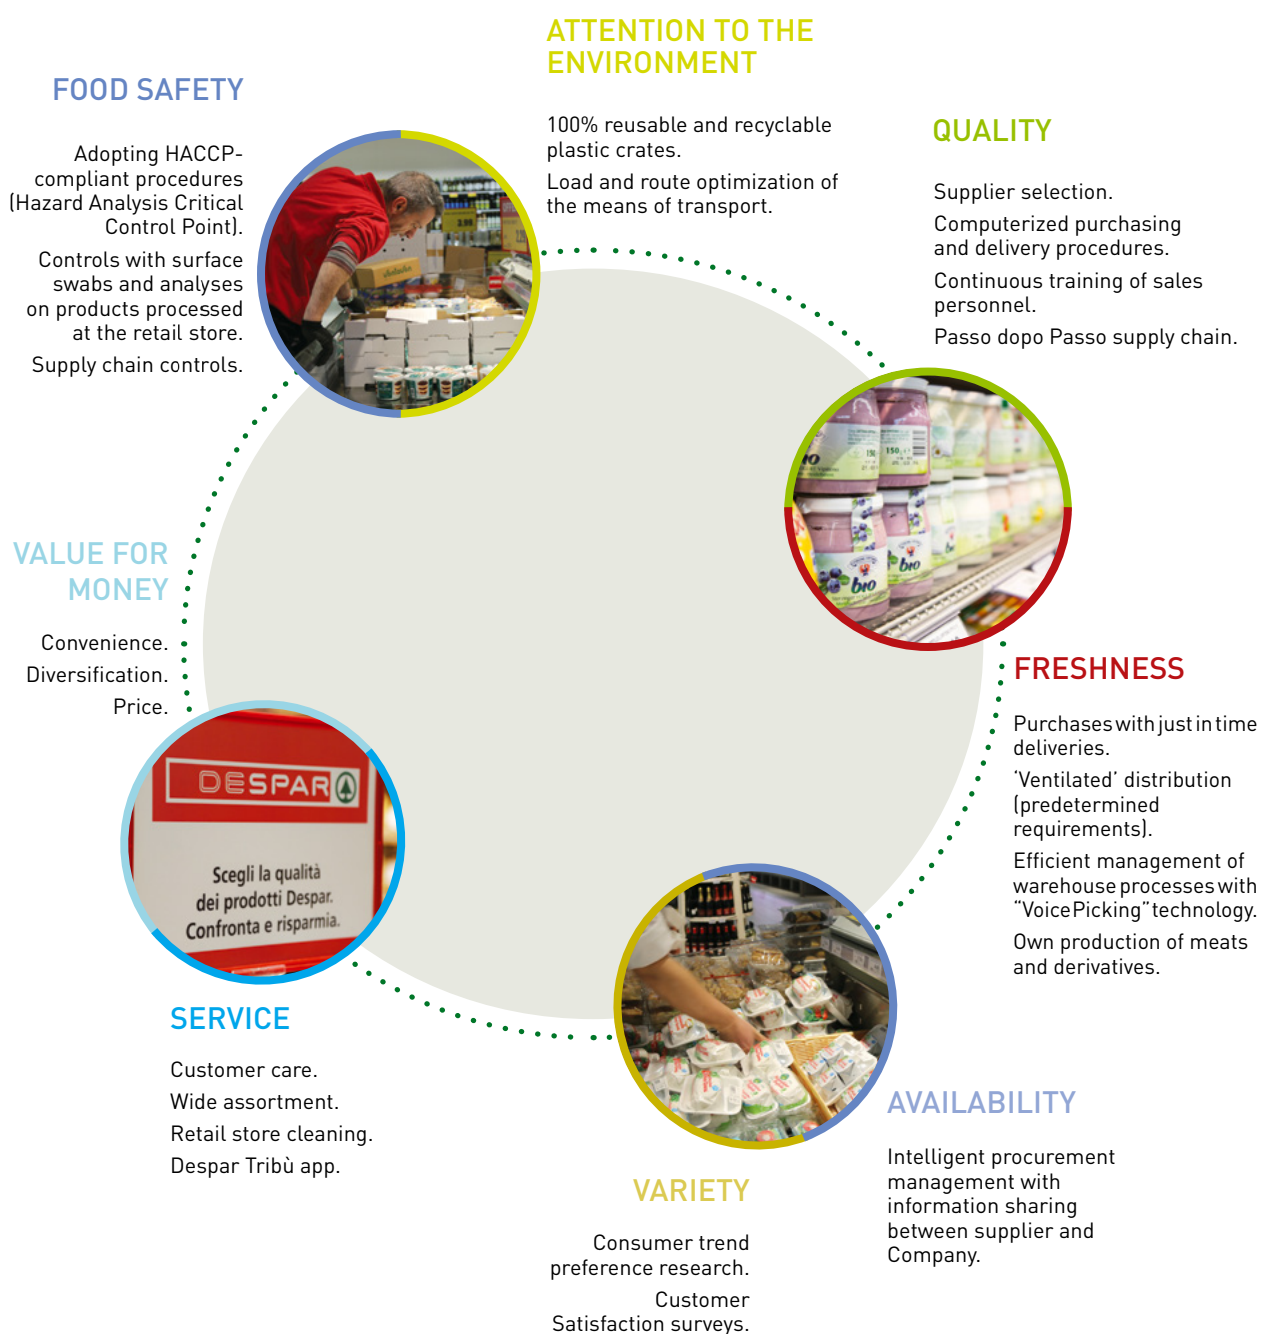 ATTENTION TO THE
ENVIRONMENT
100% reusable and recyclable
plastic crates.
Load and route optimization of
the means of transport.
FOOD SAFETY
Adopting HACCP-
compliant procedures
(Hazard Analysis Critical
Control Point).
Controls with surface
swabs and analyses
on products processed
at the retail store.
Supply chain controls.
QUALITY
Supplier selection.
Computerized purchasing
and delivery procedures.
Continuous training of sales
personnel.
Passo dopo Passo supply chain.
150
150
bio
bio
VALUE FOR
MONEY
Convenience.
Diversification.
Price.
FRESHNESS
Purchases with just in time
deliveries.
‘Ventilated’ distribution
(predetermined
requirements).
Efficient management of
warehouse processes with
“Voice Picking” technology.
Own production of meats
and derivatives.
DESPAR
Scegli la qualità
dei prodotti Despar.
Confronta e risparmia.
SERVICE
Customer care.
Wide assortment.
Retail store cleaning.
Despar Tribù app.
AVAILABILITY
Intelligent procurement
management with
information sharing
between supplier and
Company.
VARIETY
Consumer trend
preference research.
Customer
Satisfaction surveys.